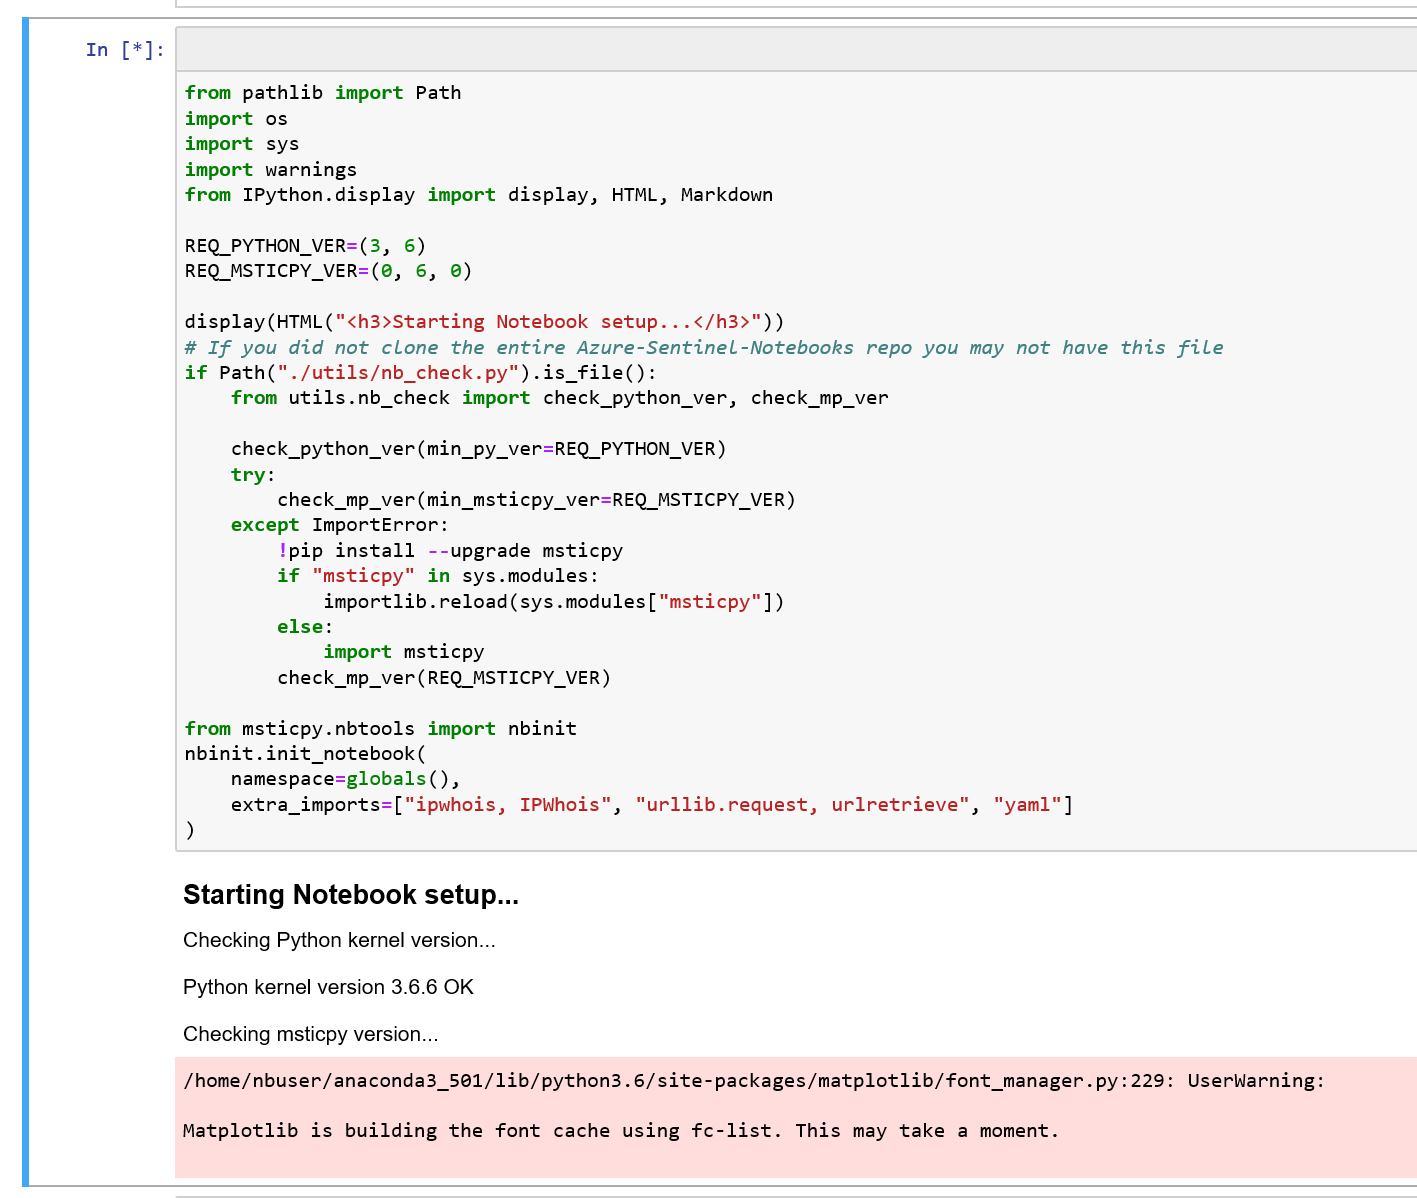 In [*]:
from pathlib import Path
import os
import sys
import warnings
from IPython.display import display, HTML, Markdown

REQ_PYTHON_VER=(3, 6)
REQ_MSTICPY_VER=(0, 6, 0)

display(HTML("<h3>Starting Notebook setup...</h3>"))
# If you did not clone the entire Azure-Sentinel-Notebooks repo you may not have this file
if Path("./utils/nb_check.py").is_file():
    from utils.nb_check import check_python_ver, check_mp_ver

    check_python_ver(min_py_ver=REQ_PYTHON_VER)
    try:
        check_mp_ver(min_msticpy_ver=REQ_MSTICPY_VER)
    except ImportError:
        !pip install --upgrade msticpy
        if "msticpy" in sys.modules:
            importlib.reload(sys.modules["msticpy"])
        else:
            import msticpy
        check_mp_ver(REQ_MSTICPY_VER)

from msticpy.nbtools import nbinit
nbinit.init_notebook(
    namespace=globals(),
    extra_imports=["ipwhois, IPWhois", "urllib.request, urlretrieve", "yaml"]
)
Starting Notebook setup...
Checking Python kernel version...
Python kernel version 3.6.6 OK
Checking msticpy version...
/home/nbuser/anaconda3_501/lib/python3.6/site-packages/matplotlib/font_manager.py:229: UserWarning:
Matplotlib is building the font cache using fc-list. This may take a moment.